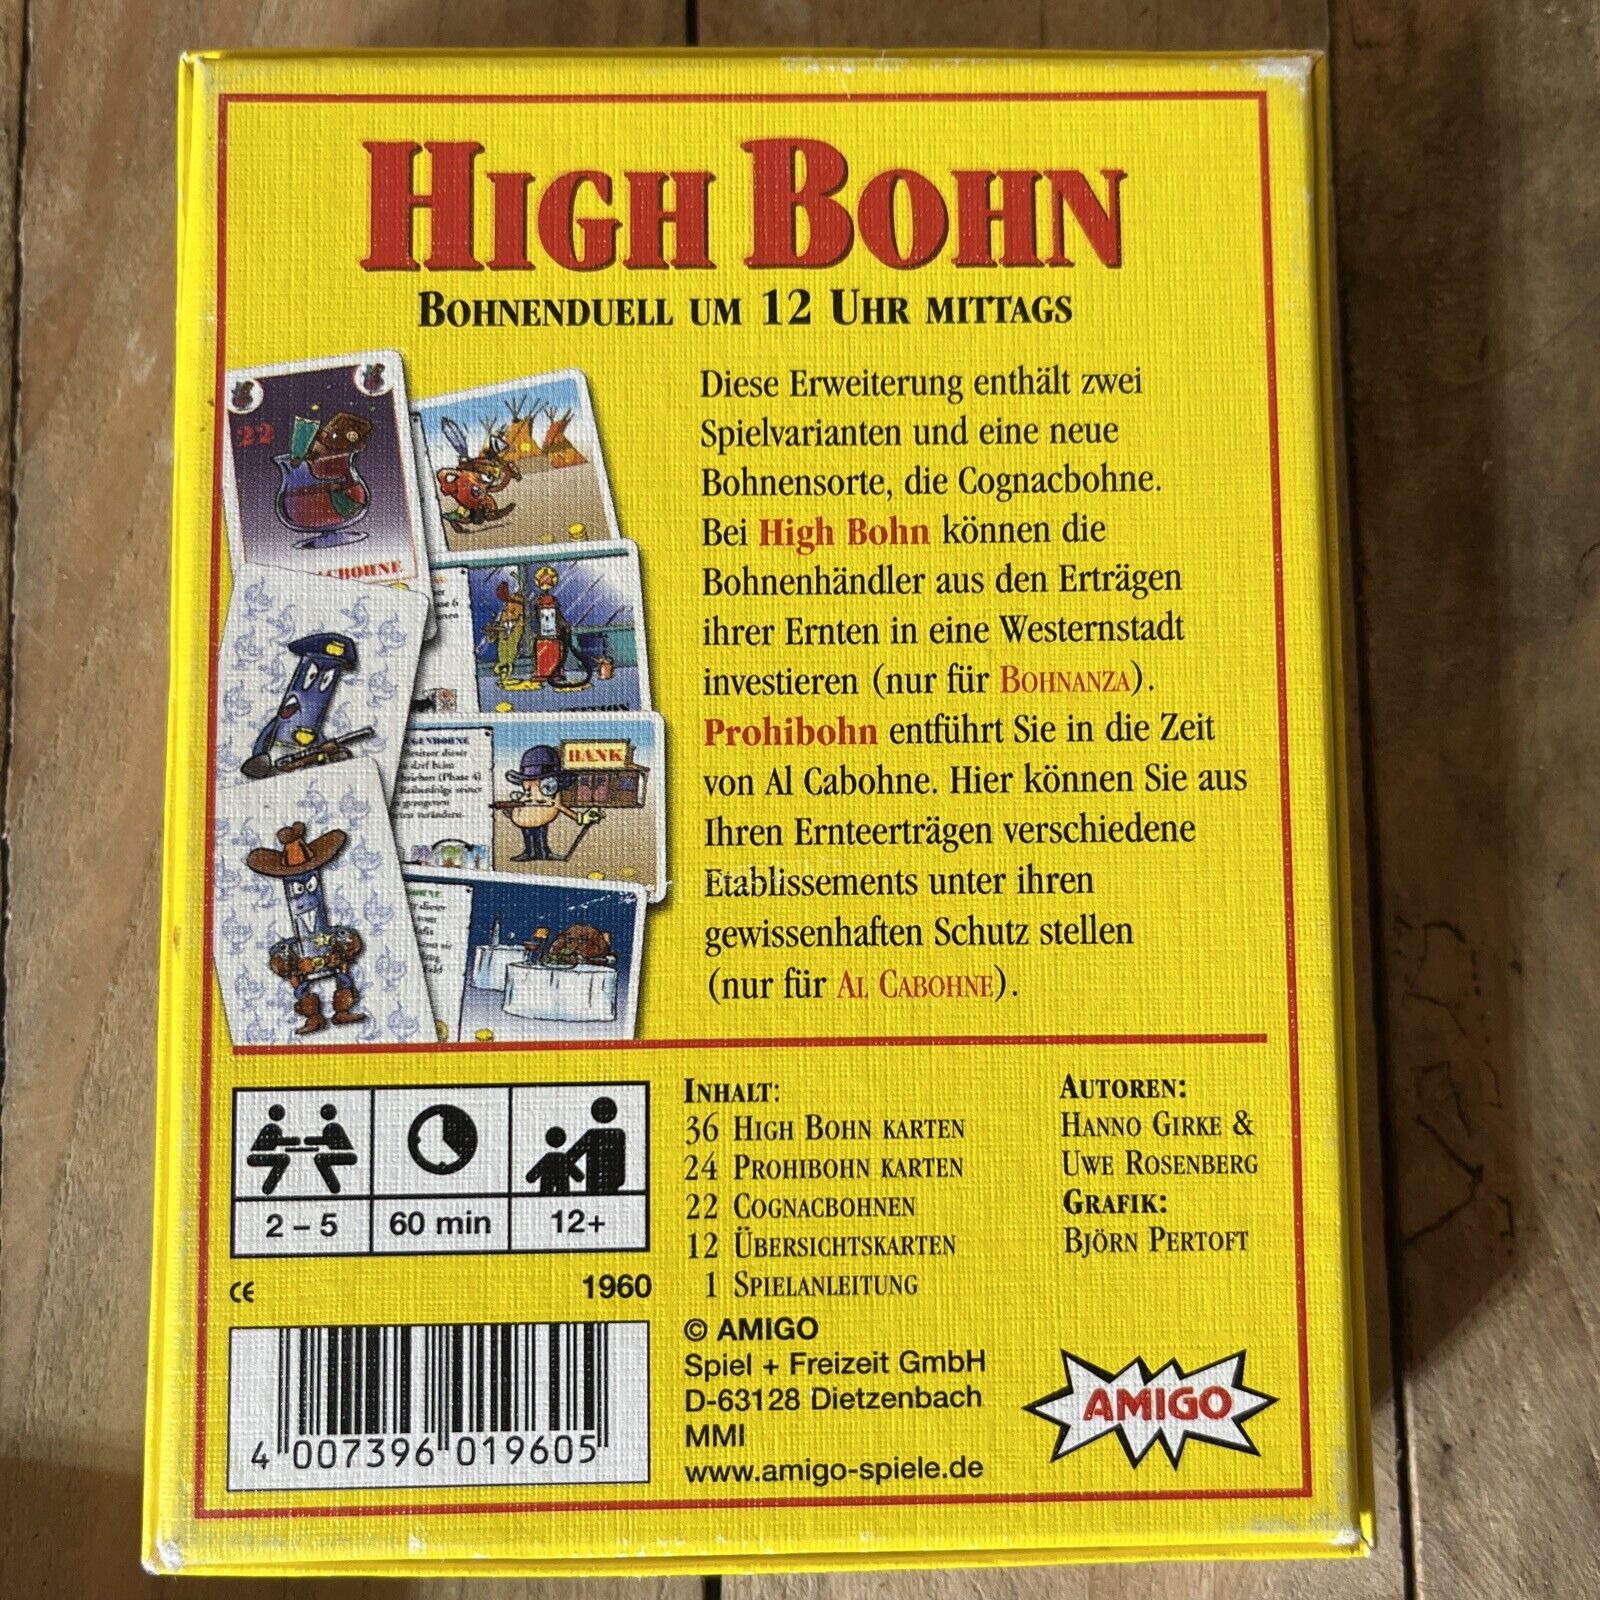 HIGH BOHN
BOHNENDUELL UM 12 UHR MITTAGS
22
BANK
Diese Erweiterung enthält zwei
Spielvarianten und eine neue
Bohnensorte, die Cognacbohne.
Bei High Bohn können die
Bohnenhändler aus den Erträgen
ihrer Ernten in eine Westernstadt
investieren (nur für BOHNANZA).
Prohibohn entführt Sie in die Zeit
von Al Cabohne. Hier können Sie aus
Ihren Ernteerträgen verschiedene
Etablissements unter ihren
gewissenhaften Schutz stellen
(nur für AL CABOHNE).
2 – 5
60 min
12+
CE
1960
4 007396 019605
INHALT:
36 HIGH BOHN KARTEN
24 PROHIBOHN KARTEN
22 COGNACBOHNEN
12 ÜBERSICHTSKARTEN
1 SPIELANLEITUNG
AUTOREN:
HANNO GIRKE &
UWE ROSENBERG
GRAFIK:
BJÖRN PERTOFT
© AMIGO
Spiel + Freizeit GmbH
D-63128 Dietzenbach
MMI
www.amigo-spiele.de
AMIGO